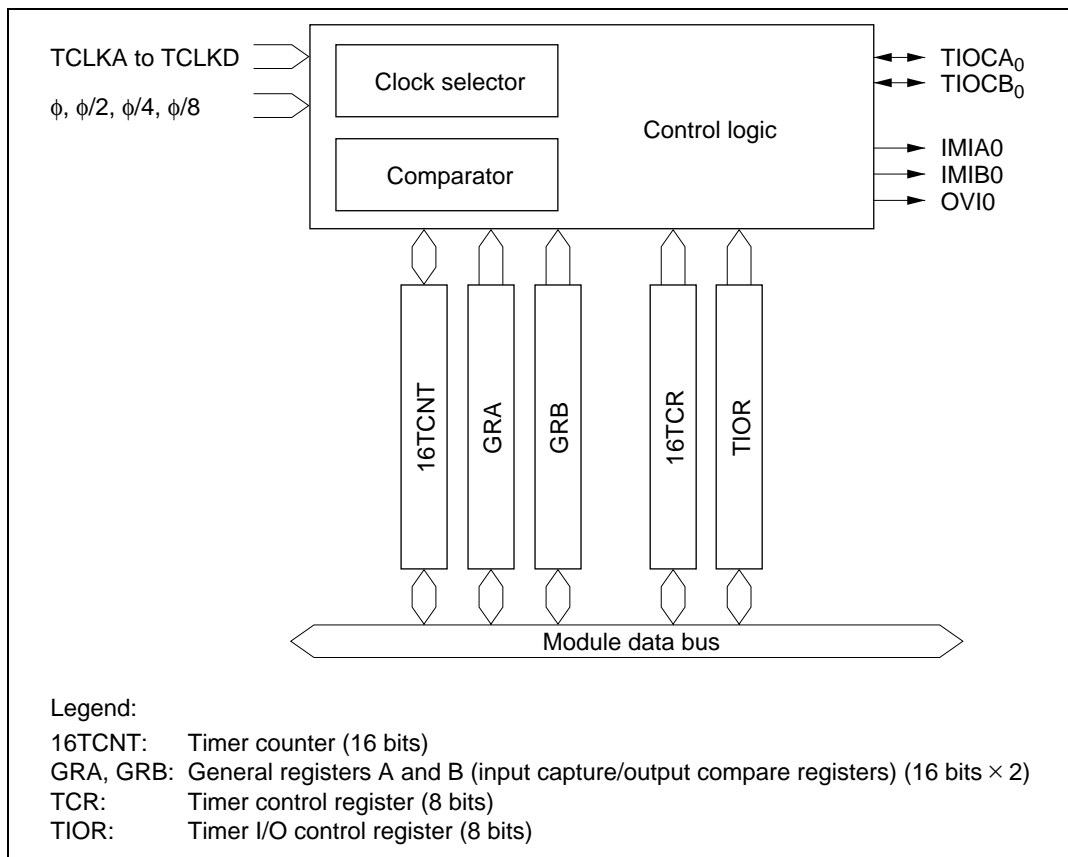 TCLKA to TCLKD
ϕ, ϕ/2, ϕ/4, ϕ/8
Clock selector
Comparator
Control logic
TIOCA0
TIOCB0
IMIA0
IMIB0
OVI0
16TCNT
GRA
GRB
16TCR
TIOR
Module data bus
Legend:
16TCNT: Timer counter (16 bits)
GRA, GRB: General registers A and B (input capture/output compare registers) (16 bits × 2)
TCR: Timer control register (8 bits)
TIOR: Timer I/O control register (8 bits)